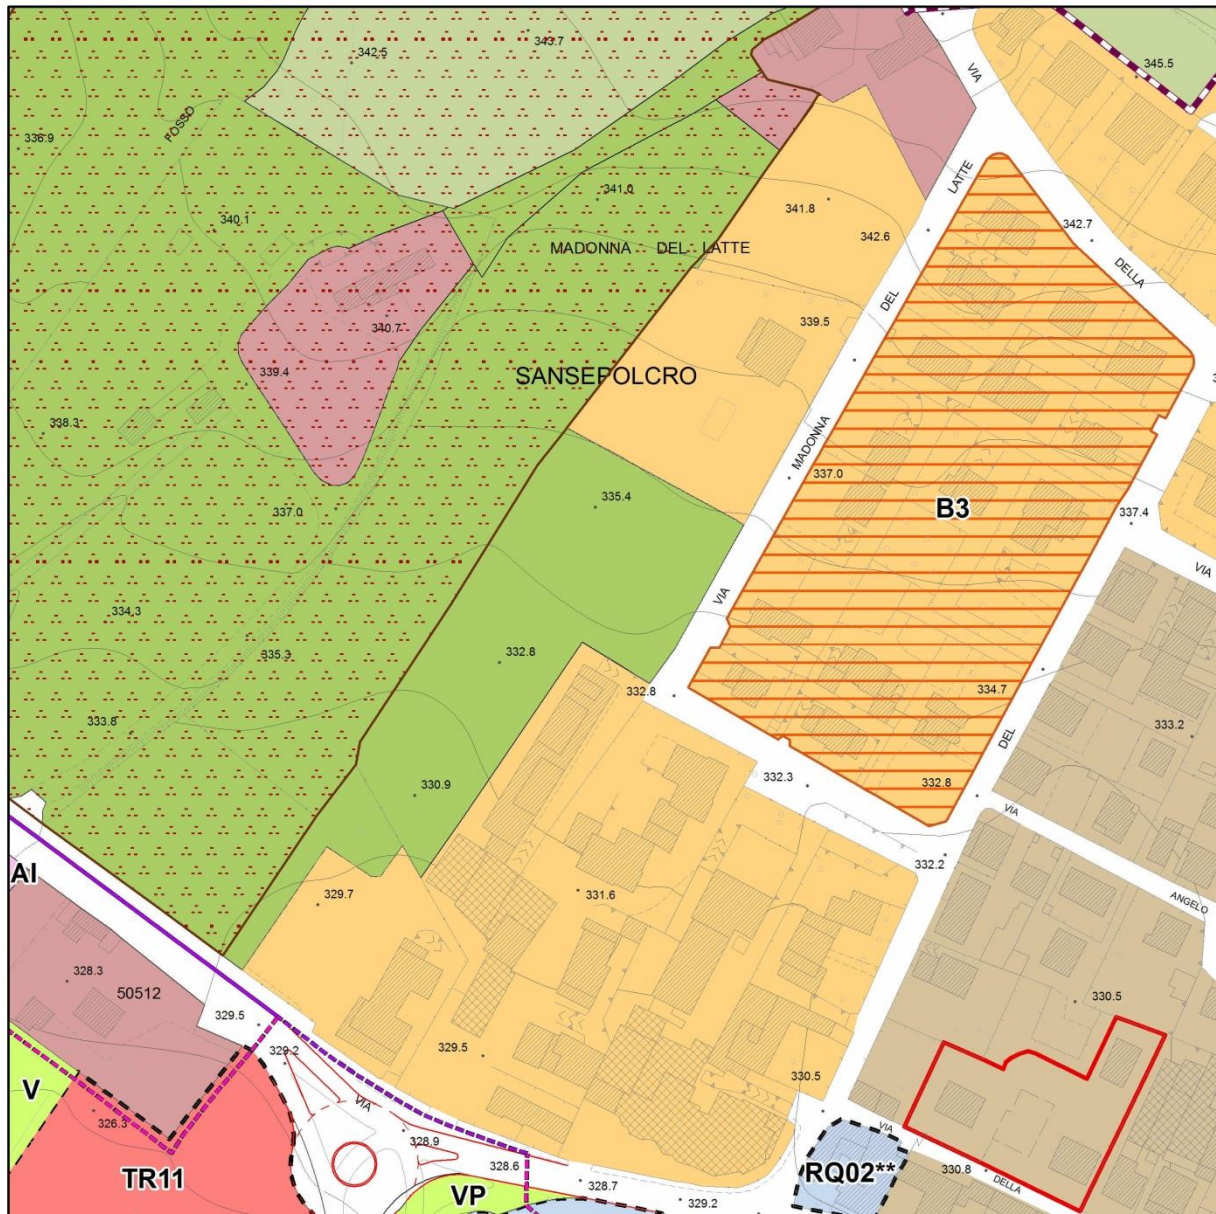 342.5
343.7
345.5
336.9
FOSSO
VIA
LATTE
341.0
341.8
340.1
342.6
342.7
MADONNA DEL LATTE
DELLA
DEL
340.7
339.5
339.4
SANSEPOLCRO
338.3
MADONNA
337.0
335.4
337.0
B3
337.4
VIA
VIA
334.3
335.3
332.8
332.8
334.7
333.8
333.2
DEL
332.3
332.8
330.9
VIA
332.2
AI
329.7
331.6
ANGELO
328.3
50512
330.5
329.5
329.2
329.5
V
326.3
VIA
330.5
328.9
VIA
TR11
328.6
VP
328.7
329.2
RQ02**
330.8
DELLA